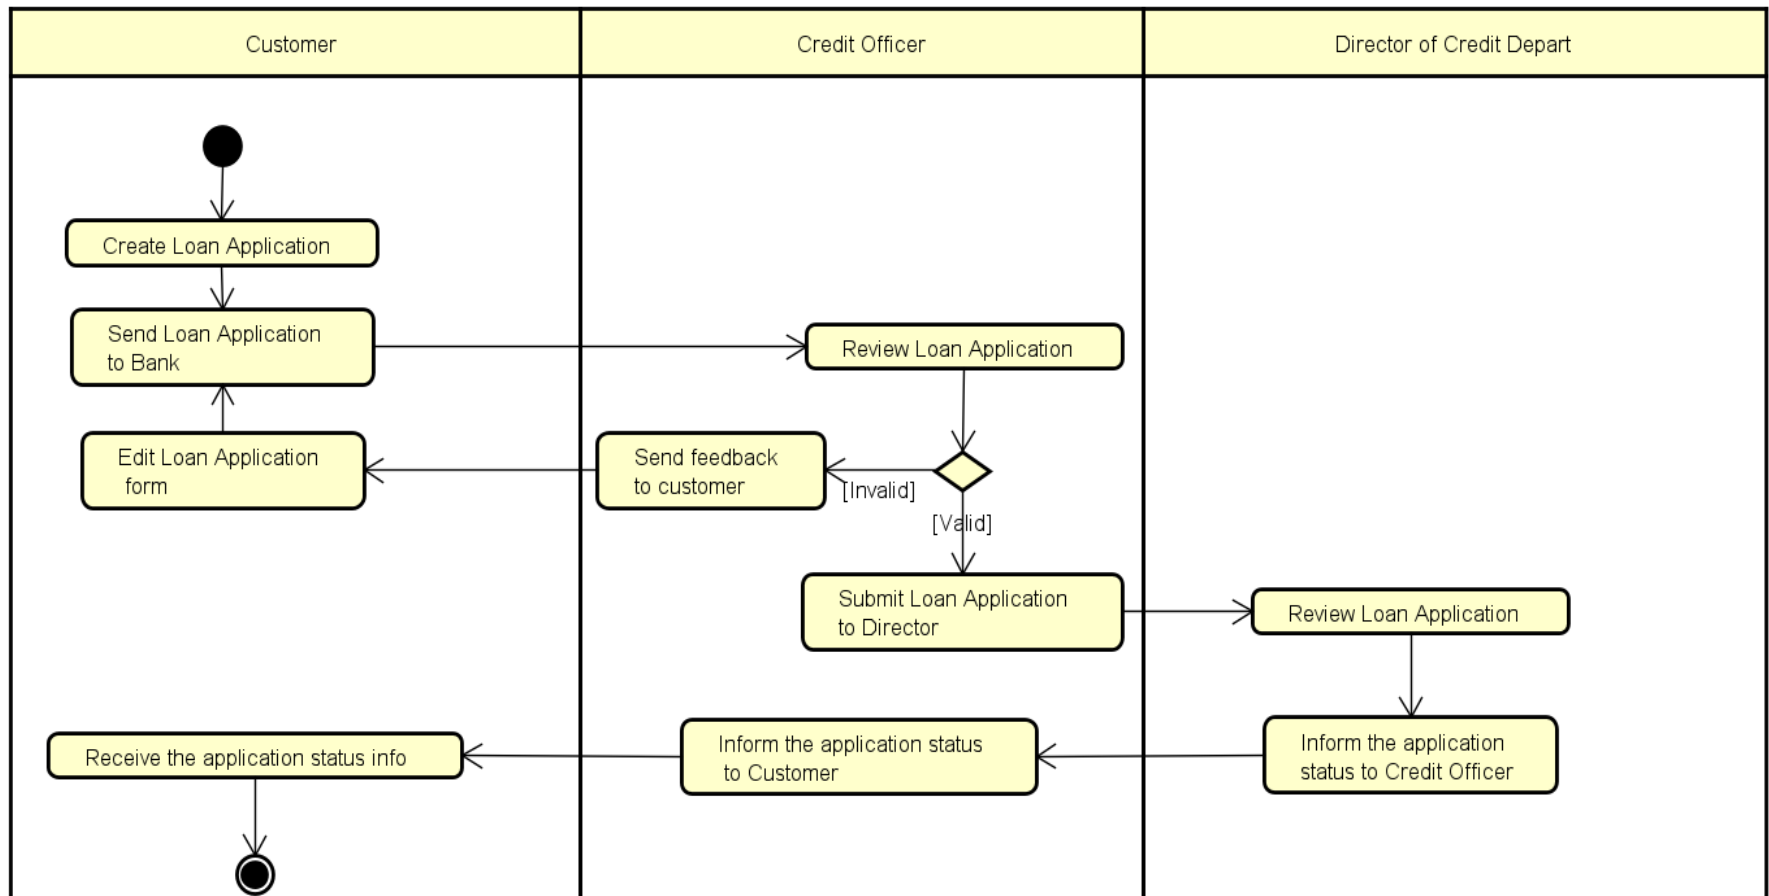 Customer
Credit Officer
Director of Credit Depart
Create Loan Application
Send Loan Application
to Bank
Review Loan Application
Edit Loan Application
form
Send feedback
to customer
[Invalid]
[Valid]
Submit Loan Application
to Director
Review Loan Application
Receive the application status info
Inform the application status
to Customer
Inform the application
status to Credit Officer